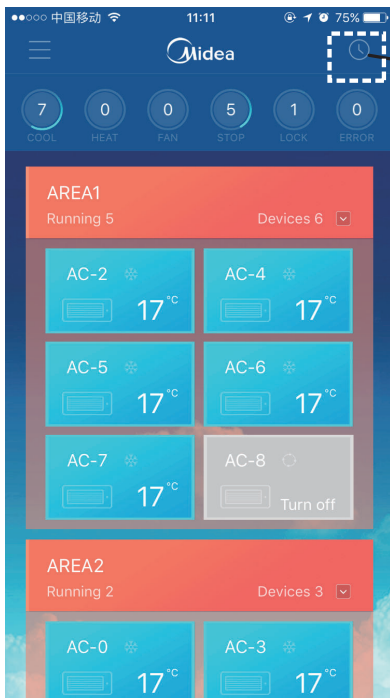 中国移动 11:11 75%
Midea
7 0 0 5 1 0
COOL HEAT FAN STOP LOCK ERROR
AREA1
Running 5 Devices 6
AC-2 AC-4
17°C 17°C
AC-5 AC-6
17°C 17°C
AC-7 AC-8
17°C Turn off
AREA2
Running 2 Devices 3
AC-0 AC-3
17°C 17°C